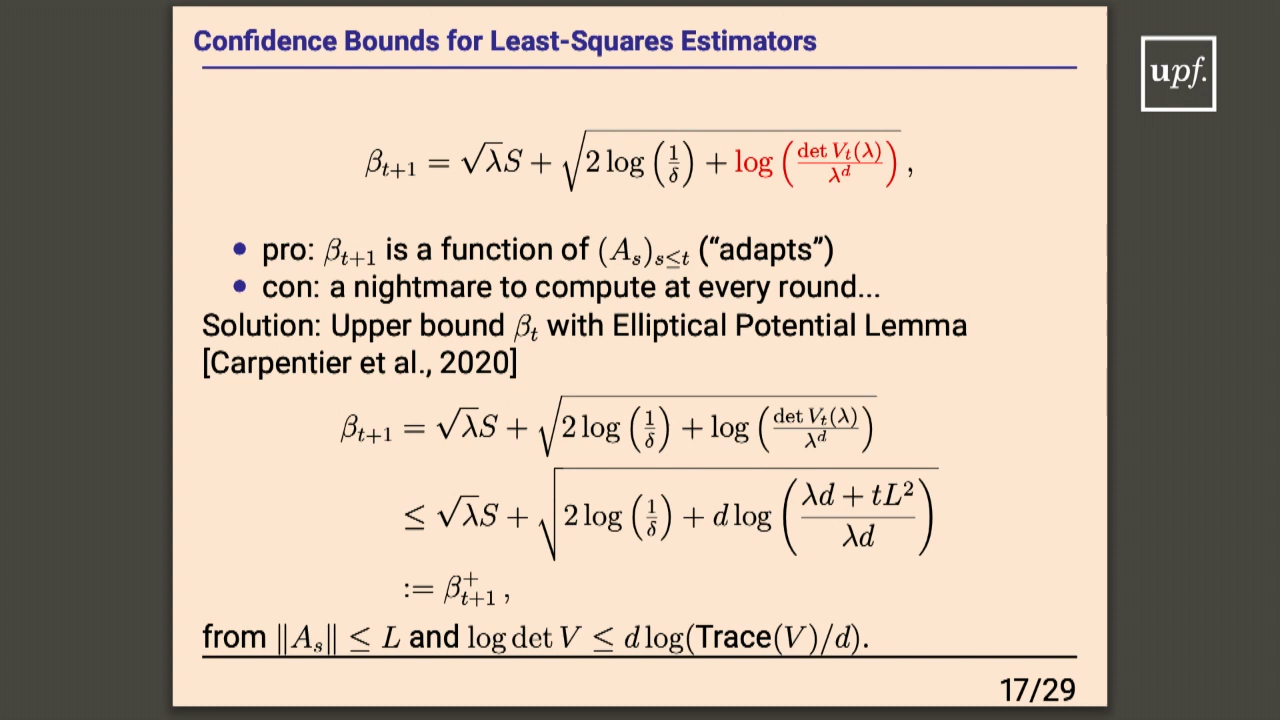 Confidence Bounds for Least-Squares Estimators
upf.
β_{t+1} = √λS + √(2 log (1/δ) + log (det V_t(λ)/λ^d)),
• pro: β_{t+1} is a function of (A_s)_{s≤t} (“adapts”)
• con: a nightmare to compute at every round...
Solution: Upper bound β_t with Elliptical Potential Lemma
[Carpentier et al., 2020]
β_{t+1} = √λS + √(2 log (1/δ) + log (det V_t(λ)/λ^d))
≤ √λS + √(2 log (1/δ) + d log ((λd + tL²)/λd))
:= β^+_{t+1},
from ‖A_s‖ ≤ L and log det V ≤ d log(Trace(V)/d).
17/29